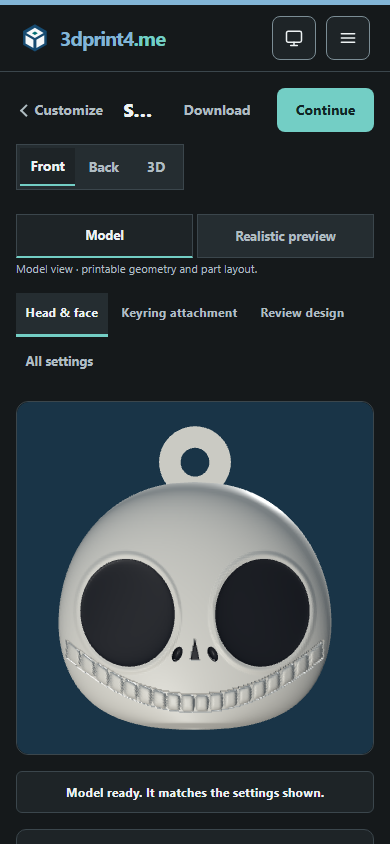 3dprint4.me
Customize S... Download Continue
Front Back 3D
Model Realistic preview
Model view · printable geometry and part layout.
Head & face Keyring attachment Review design
All settings
Model ready. It matches the settings shown.